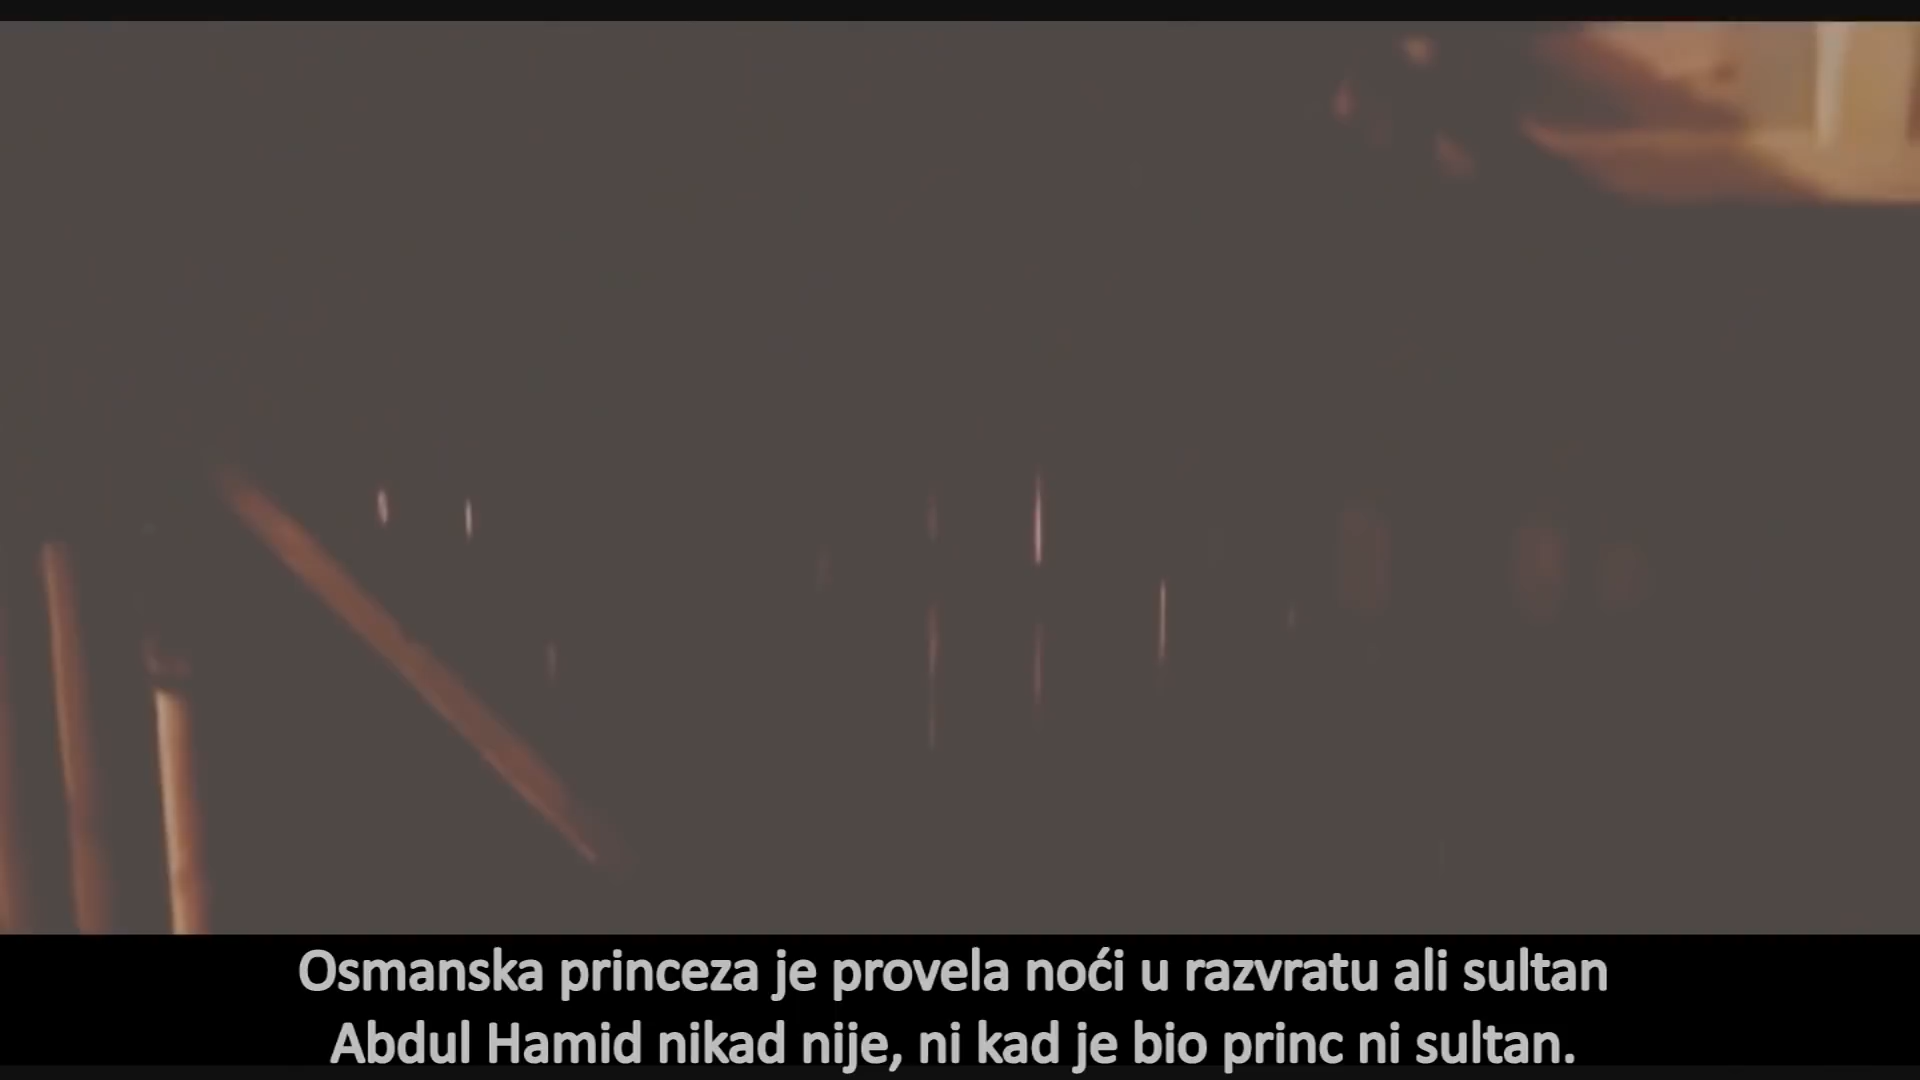 Osmanska princeza je provela noći u razvratu ali sultan
Abdul Hamid nikad nije, ni kad je bio princ ni sultan.